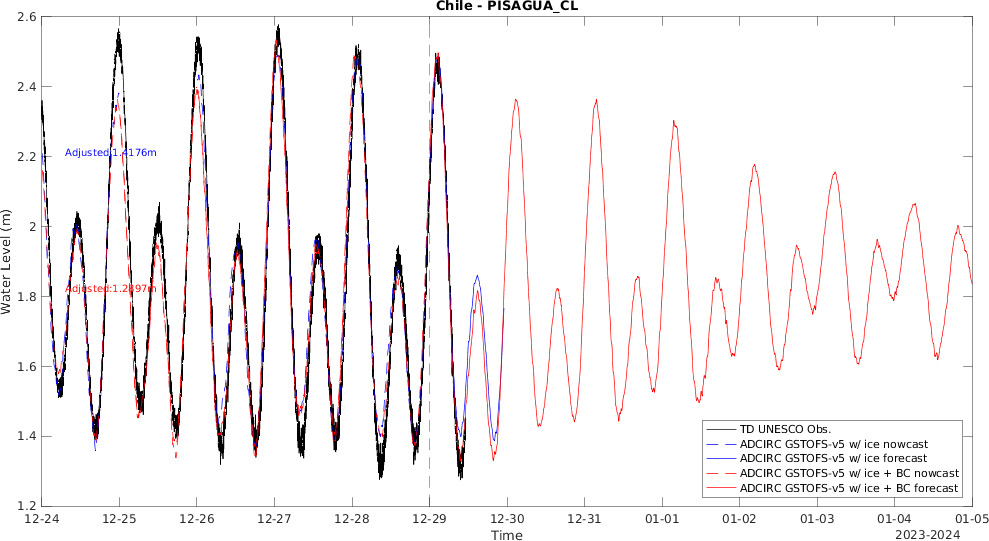 Chile - PISAGUA_CL
2.6
2.4
2.2
2
1.8
1.6
1.4
1.2
Water Level (m)
Adjusted:1.4176m
Adjusted:1.2897m
TD UNESCO Obs.
ADCIRC GSTOFS-v5 w/ ice nowcast
ADCIRC GSTOFS-v5 w/ ice forecast
ADCIRC GSTOFS-v5 w/ ice + BC nowcast
ADCIRC GSTOFS-v5 w/ ice + BC forecast
12-24 12-25 12-26 12-27 12-28 12-29 12-30 12-31 01-01 01-02 01-03 01-04 01-05
Time
2023-2024